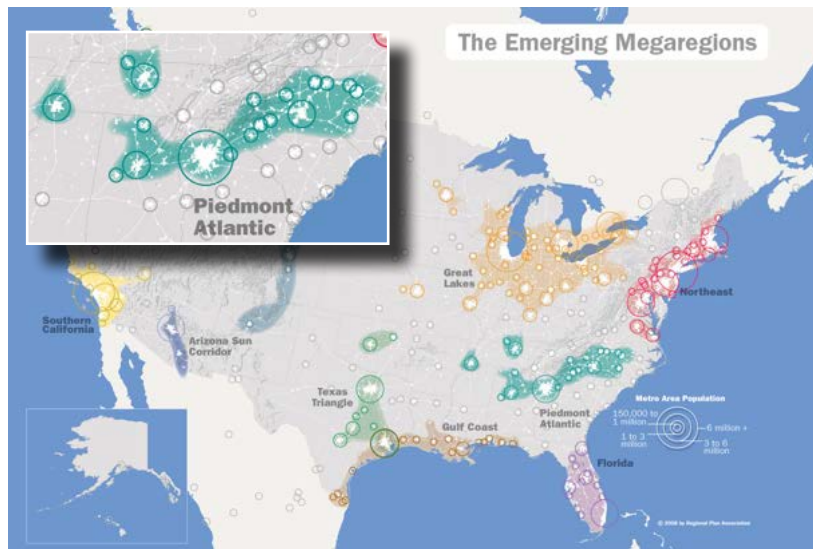 The Emerging Megaregions
Piedmont
Atlantic
Great
Lakes
Northeast
Southern
California
Arizona Sun
Corridor
Texas
Triangle
Gulf Coast
Piedmont
Atlantic
Florida
Metro Area Population
150,000 to
1 million
1 to 3
million
6 million +
3 to 6
million
© 2008 by Regional Plan Association